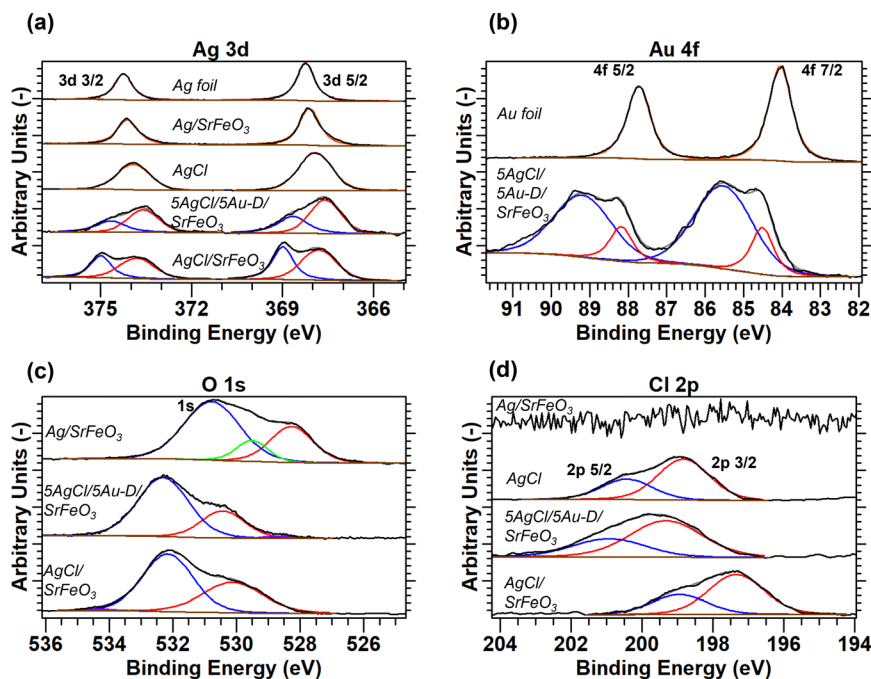 (a)
Ag 3d
Arbitrary Units (-)
3d 3/2
3d 5/2
Ag foil
Ag/SrFeO3
AgCl
5AgCl/5Au-D/
SrFeO3
AgCl/SrFeO3
375
372
369
366
Binding Energy (eV)
(b)
Au 4f
Arbitrary Units (-)
4f 5/2
4f 7/2
Au foil
5AgCl/
5Au-D/
SrFeO3
91 90 89 88 87 86 85 84 83 82
Binding Energy (eV)
(c)
O 1s
Arbitrary Units (-)
1s
Ag/SrFeO3
5AgCl/5Au-D/
SrFeO3
AgCl/
SrFeO3
536 534 532 530 528 526
Binding Energy (eV)
(d)
Cl 2p
Arbitrary Units (-)
Ag/SrFeO3
2p 5/2
2p 3/2
AgCl
5AgCl/5Au-D/
SrFeO3
AgCl/
SrFeO3
204 202 200 198 196 194
Binding Energy (eV)